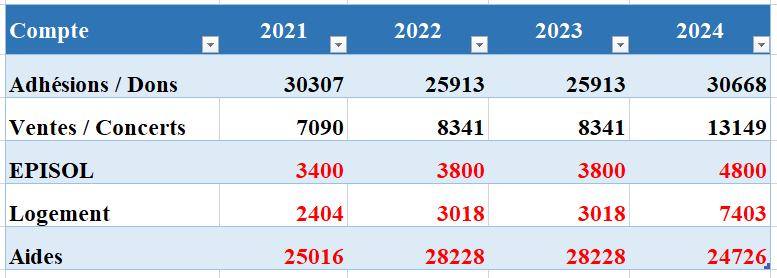 Compte 2021 2022 2023 2024
Adhésions / Dons 30307 25913 25913 30668
Ventes / Concerts 7090 8341 8341 13149
EPISOL 3400 3800 3800 4800
Logement 2404 3018 3018 7403
Aides 25016 28228 28228 24726